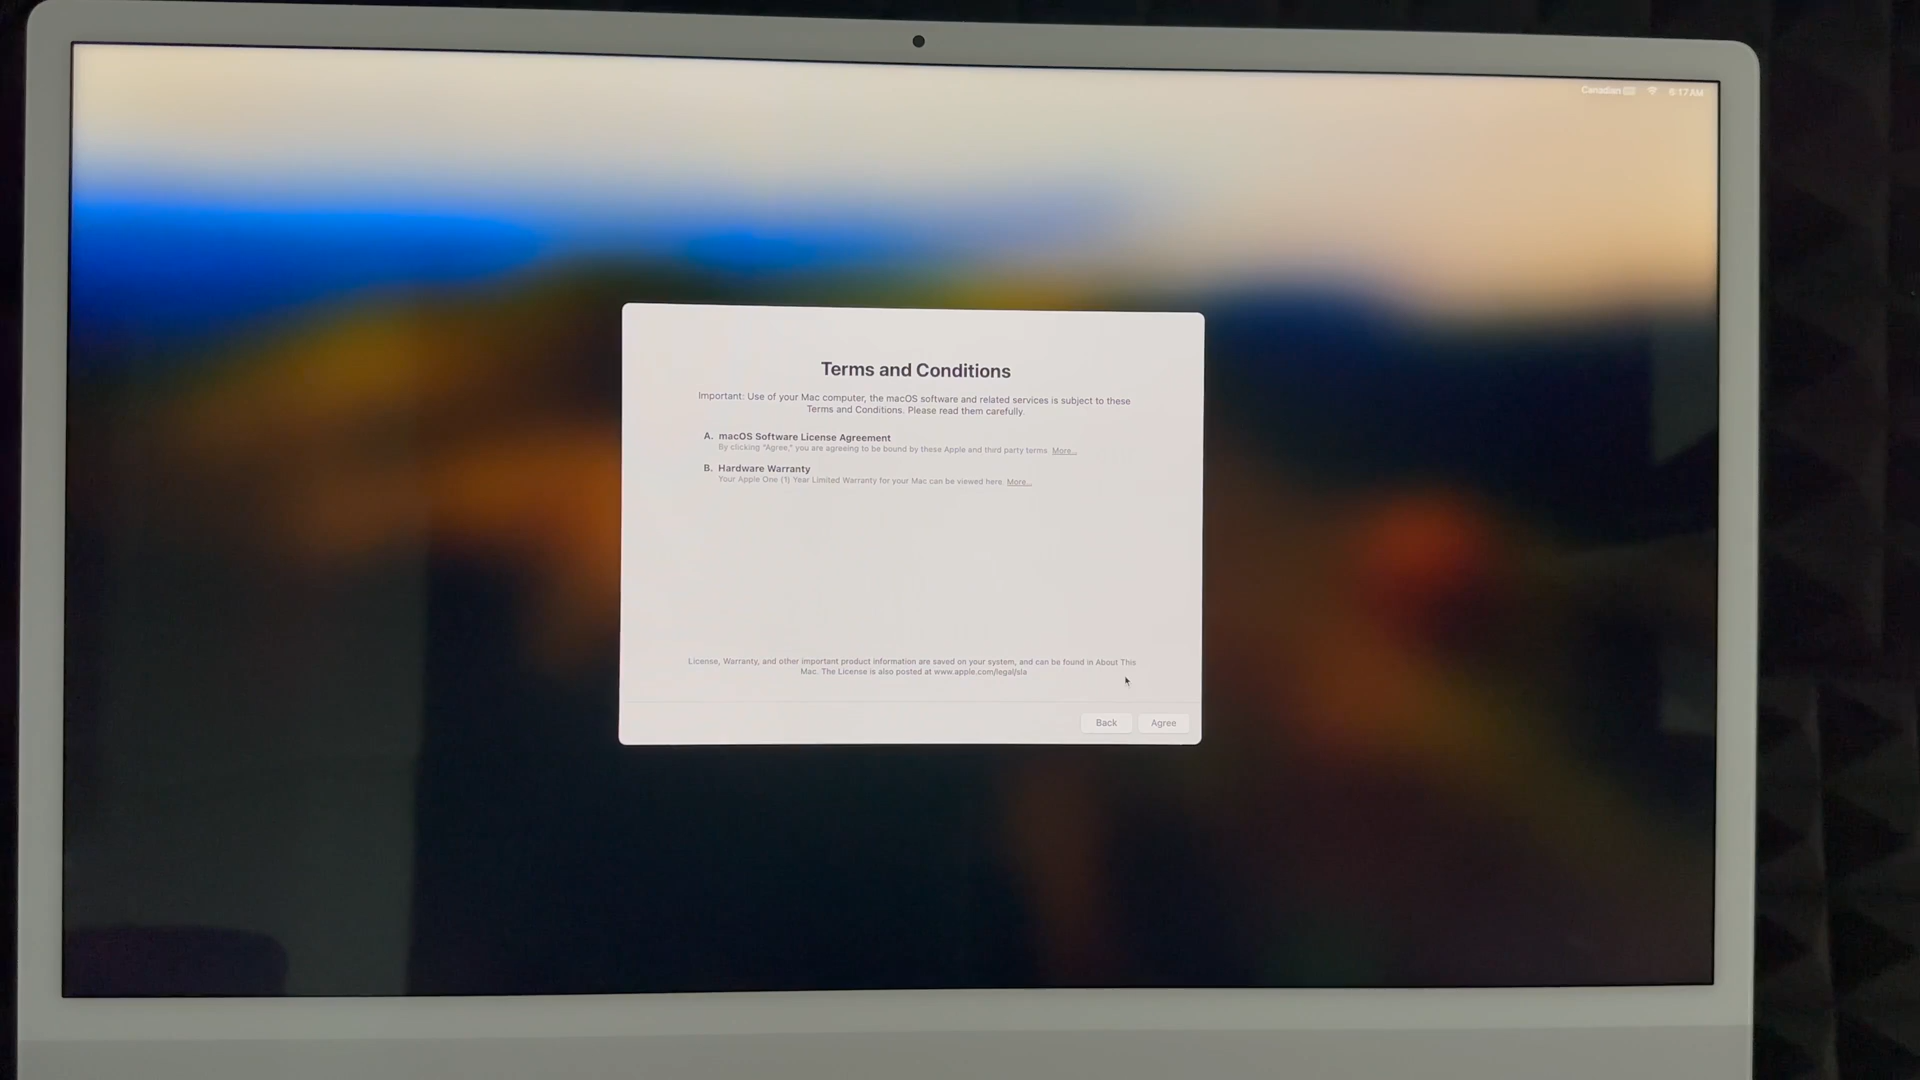 Canadian 6:17AM
Terms and Conditions
Important: Use of your Mac computer, the macOS software and related services is subject to these
Terms and Conditions. Please read them carefully.
A. macOS Software License Agreement
By clicking "Agree," you are agreeing to be bound by these Apple and third party terms. More...
B. Hardware Warranty
Your Apple One (1) Year Limited Warranty for your Mac can be viewed here. More...
License, Warranty, and other important product information are saved on your system, and can be found in About This
Mac. The License is also posted at www.apple.com/legal/sla
Back Agree